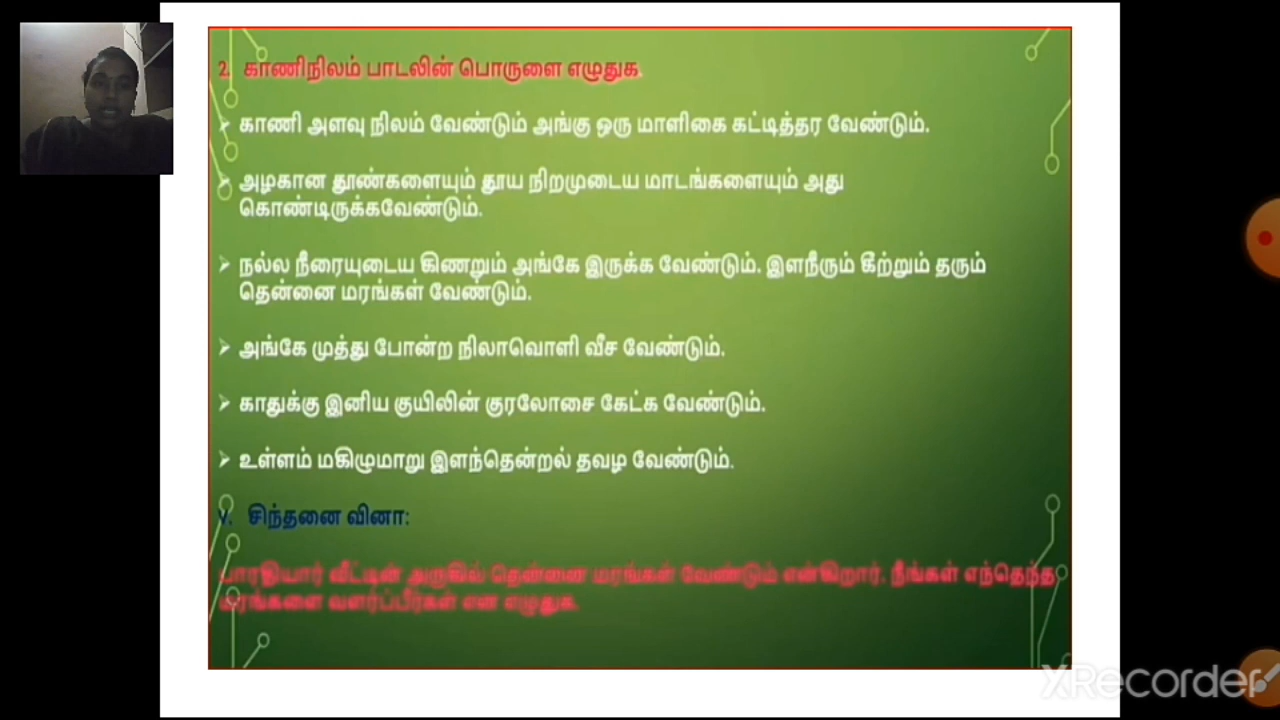 2. காணிநிலம் பாடலின் பொருளை எழுதுக.
காணி அளவு நிலம் வேண்டும் அங்கு ஒரு மாளிகை கட்டித்தர வேண்டும்.
அழகான தூண்களையும் தூய நிறமுடைய மாடங்களையும் அது
கொண்டிருக்கவேண்டும்.
நல்ல நீரையுடைய கிணறும் அங்கே இருக்க வேண்டும். இளநீரும் கீற்றும் தரும்
தென்னை மரங்கள் வேண்டும்.
அங்கே முத்து போன்ற நிலாவொளி வீச வேண்டும்.
காதுக்கு இனிய குயிலின் குரலோசை கேட்க வேண்டும்.
உள்ளம் மகிழுமாறு இளந்தென்றல் தவழ வேண்டும்.
v. சிந்தனை வினா:
பாரதியார் வீட்டின் அருகில் தென்னை மரங்கள் வேண்டும் என்கிறார். நீங்கள் எந்தெந்த
மரங்களை வளர்ப்பீர்கள் என எழுதுக.
XRecorder